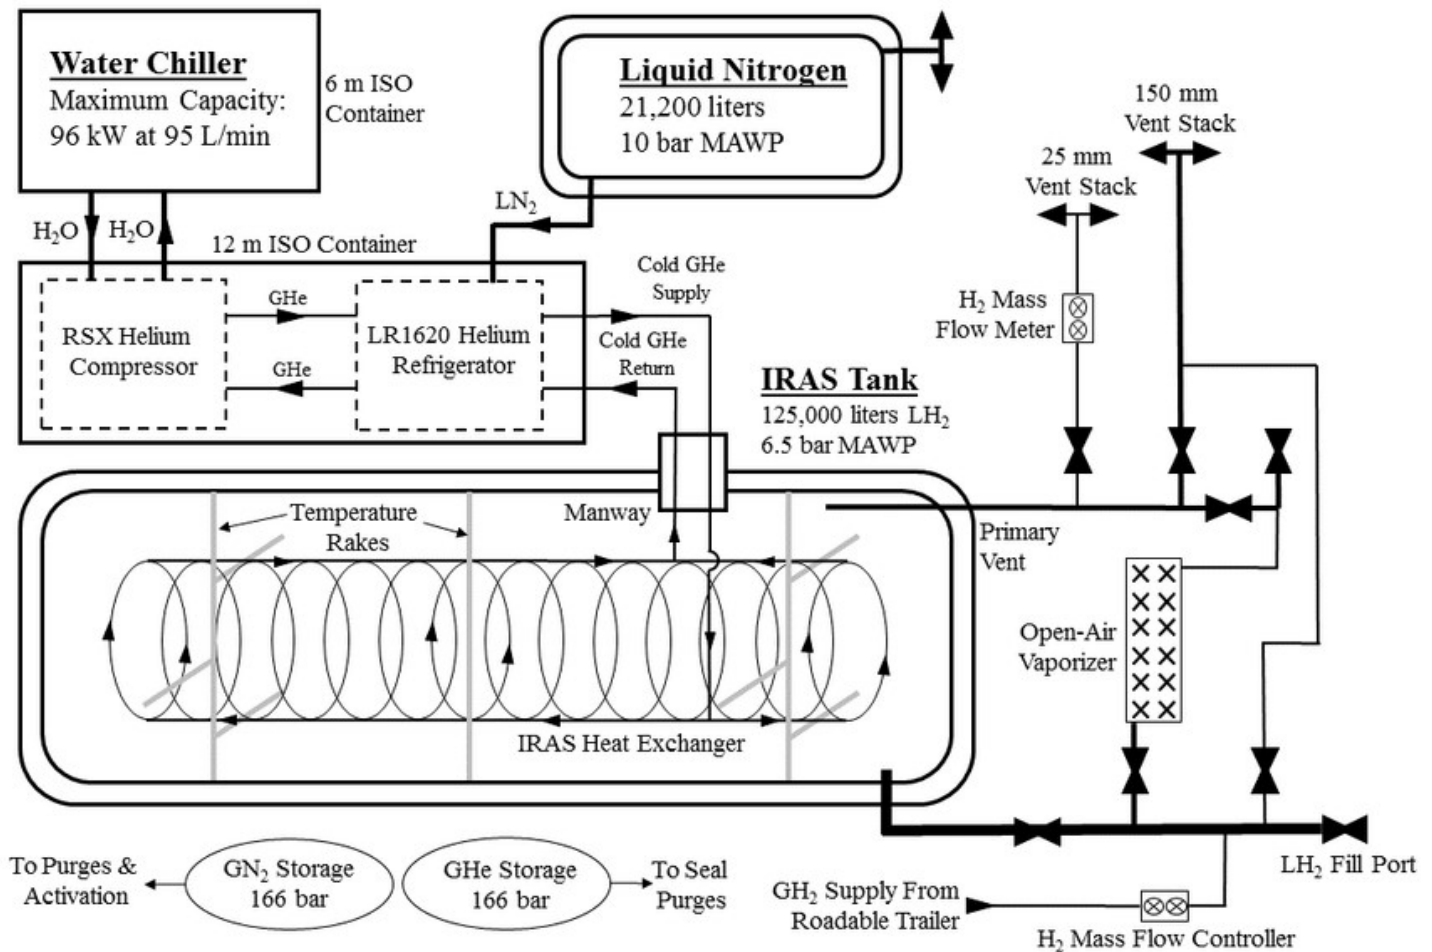 Water Chiller
Maximum Capacity:
96 kW at 95 L/min
6 m ISO
Container
Liquid Nitrogen
21,200 liters
10 bar MAWP
150 mm
Vent Stack
25 mm
Vent Stack
LN₂
H₂O
H₂O
12 m ISO Container
Cold GHe
Supply
H₂ Mass
Flow Meter
GHe
RSX Helium
Compressor
LR1620 Helium
Refrigerator
Cold GHe
Return
GHe
IRAS Tank
125,000 liters LH₂
6.5 bar MAWP
Temperature
Rakes
Manway
Primary
Vent
Open-Air
Vaporizer
IRAS Heat Exchanger
To Purges &
Activation
GN₂ Storage
166 bar
GHe Storage
166 bar
To Seal
Purges
LH₂ Fill Port
GH₂ Supply From
Roadable Trailer
H₂ Mass Flow Controller